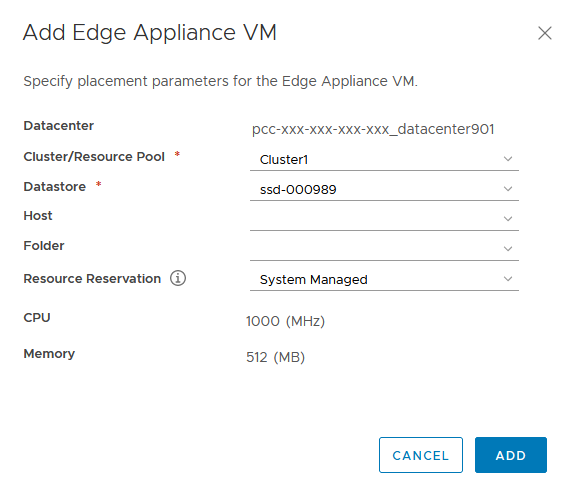 Add Edge Appliance VM
Specify placement parameters for the Edge Appliance VM.
Datacenter pcc-xxx-xxx-xxx-xxx_datacenter901
Cluster/Resource Pool * Cluster1
Datastore * ssd-000989
Host
Folder
Resource Reservation System Managed
CPU 1000 (MHz)
Memory 512 (MB)
CANCEL ADD